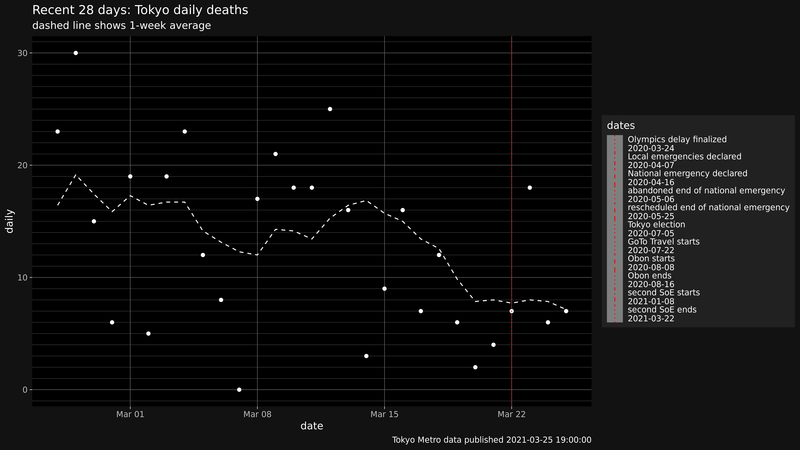 Recent 28 days: Tokyo daily deaths
dashed line shows 1-week average
30
20
10
0
daily
Mar 01
Mar 08
Mar 15
Mar 22
date
Tokyo Metro data published 2021-03-25 19:00:00
dates
Olympics delay finalized
2020-03-24
Local emergencies declared
2020-04-07
National emergency declared
2020-04-16
abandoned end of national emergency
2020-05-06
rescheduled end of national emergency
2020-05-25
Tokyo election
2020-07-05
GoTo Travel starts
2020-07-22
Obon starts
2020-08-08
Obon ends
2020-08-16
second SoE starts
2021-01-08
second SoE ends
2021-03-22